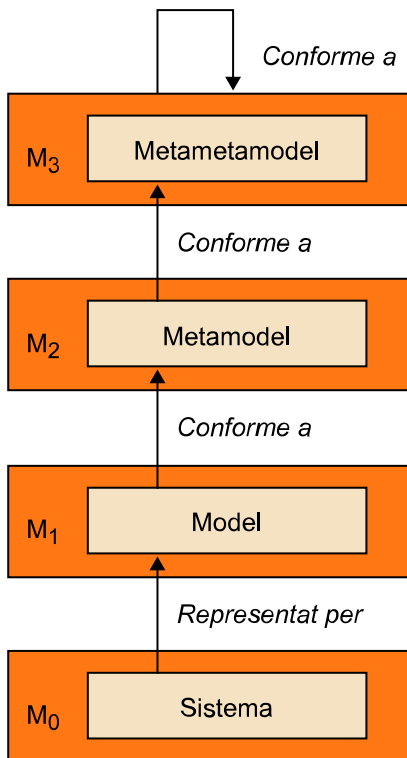 Conforme a
M₃ Metametamodel
Conforme a
M₂ Metamodel
Conforme a
M₁ Model
Representat per
M₀ Sistema